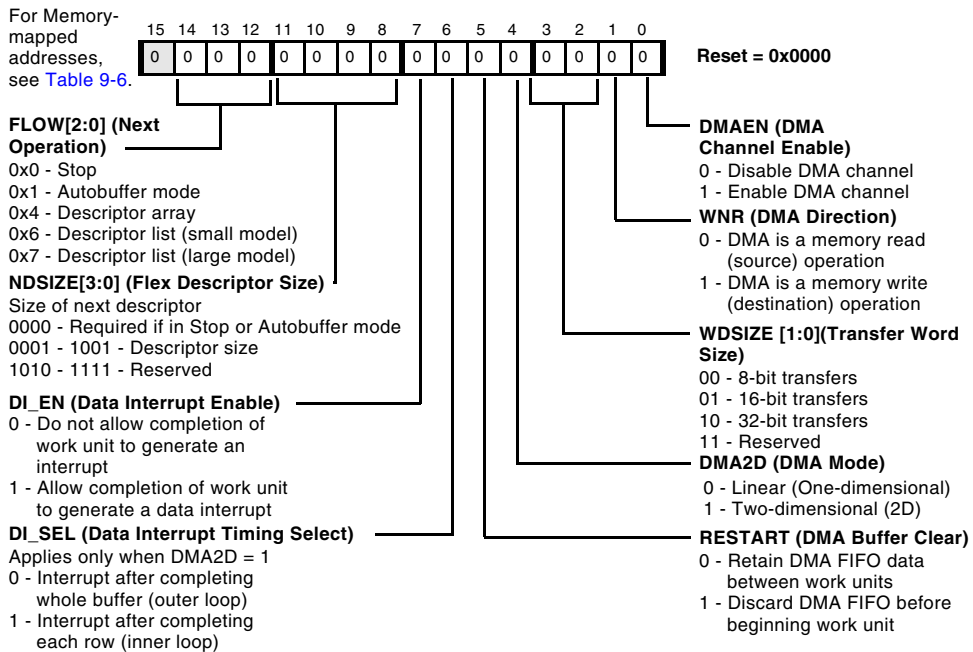 For Memory-
mapped
addresses,
see Table 9-6.
15 14 13 12 11 10 9 8 7 6 5 4 3 2 1 0
0 0 0 0 0 0 0 0 0 0 0 0 0 0 0 0
Reset = 0x0000
FLOW[2:0] (Next
Operation)
0x0 - Stop
0x1 - Autobuffer mode
0x4 - Descriptor array
0x6 - Descriptor list (small model)
0x7 - Descriptor list (large model)
NDSIZE[3:0] (Flex Descriptor Size)
Size of next descriptor
0000 - Required if in Stop or Autobuffer mode
0001 - 1001 - Descriptor size
1010 - 1111 - Reserved
DI_EN (Data Interrupt Enable)
0 - Do not allow completion of
work unit to generate an
interrupt
1 - Allow completion of work unit
to generate a data interrupt
DI_SEL (Data Interrupt Timing Select)
Applies only when DMA2D = 1
0 - Interrupt after completing
whole buffer (outer loop)
1 - Interrupt after completing
each row (inner loop)
DMAEN (DMA
Channel Enable)
0 - Disable DMA channel
1 - Enable DMA channel
WNR (DMA Direction)
0 - DMA is a memory read
(source) operation
1 - DMA is a memory write
(destination) operation
WDSIZE [1:0](Transfer Word
Size)
00 - 8-bit transfers
01 - 16-bit transfers
10 - 32-bit transfers
11 - Reserved
DMA2D (DMA Mode)
0 - Linear (One-dimensional)
1 - Two-dimensional (2D)
RESTART (DMA Buffer Clear)
0 - Retain DMA FIFO data
between work units
1 - Discard DMA FIFO before
beginning work unit